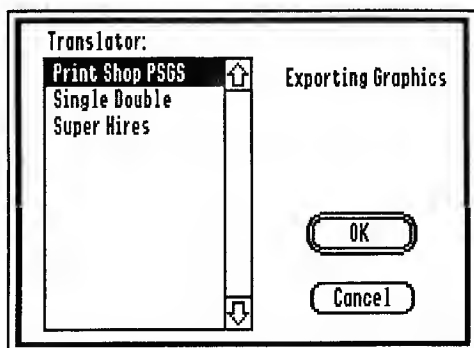 Translator:
Print Shop PSGS
Single Double
Super Hires
Exporting Graphics
OK
Cancel